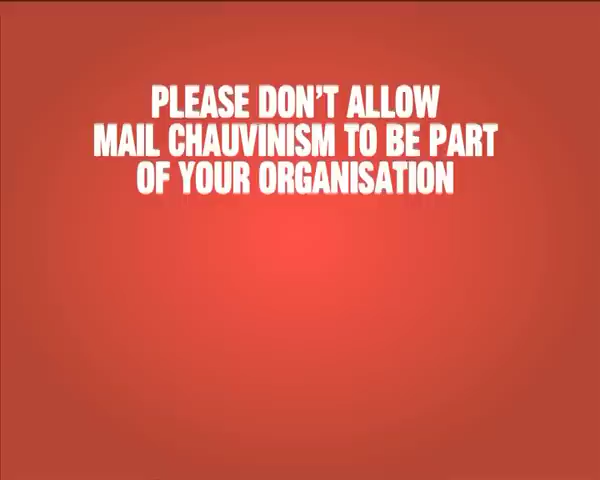 PLEASE DON'T ALLOW
MAIL CHAUVINISM TO BE PART
OF YOUR ORGANISATION